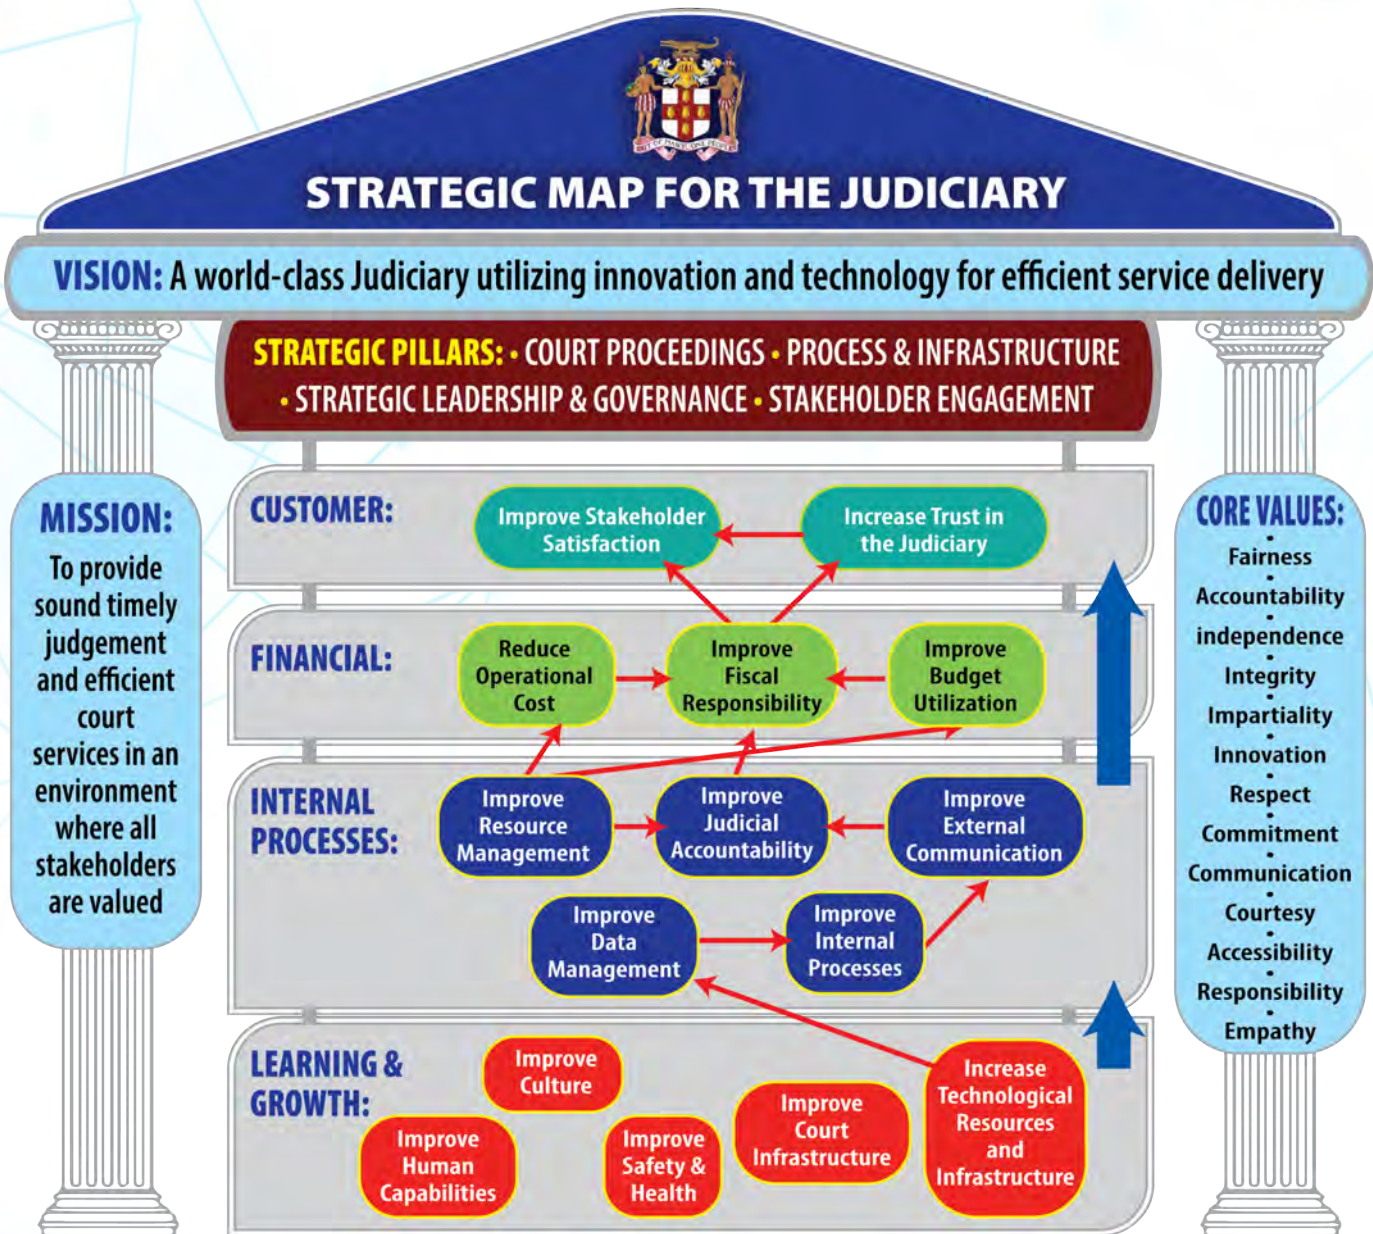 OUT OF MANY, ONE PEOPLE
STRATEGIC MAP FOR THE JUDICIARY
VISION: A world-class Judiciary utilizing innovation and technology for efficient service delivery
STRATEGIC PILLARS: • COURT PROCEEDINGS • PROCESS & INFRASTRUCTURE
• STRATEGIC LEADERSHIP & GOVERNANCE • STAKEHOLDER ENGAGEMENT
MISSION:
To provide
sound timely
judgement
and efficient
court
services in an
environment
where all
stakeholders
are valued
CUSTOMER:
Improve Stakeholder
Satisfaction
Increase Trust in
the Judiciary
FINANCIAL:
Reduce
Operational
Cost
Improve
Fiscal
Responsibility
Improve
Budget
Utilization
INTERNAL
PROCESSES:
Improve
Resource
Management
Improve
Judicial
Accountability
Improve
External
Communication
Improve
Data
Management
Improve
Internal
Processes
LEARNING &
GROWTH:
Improve
Culture
Improve
Human
Capabilities
Improve
Safety &
Health
Improve
Court
Infrastructure
Increase
Technological
Resources
and
Infrastructure
CORE VALUES:
Fairness
•
Accountability
•
independence
•
Integrity
•
Impartiality
•
Innovation
•
Respect
•
Commitment
•
Communication
•
Courtesy
•
Accessibility
•
Responsibility
•
Empathy